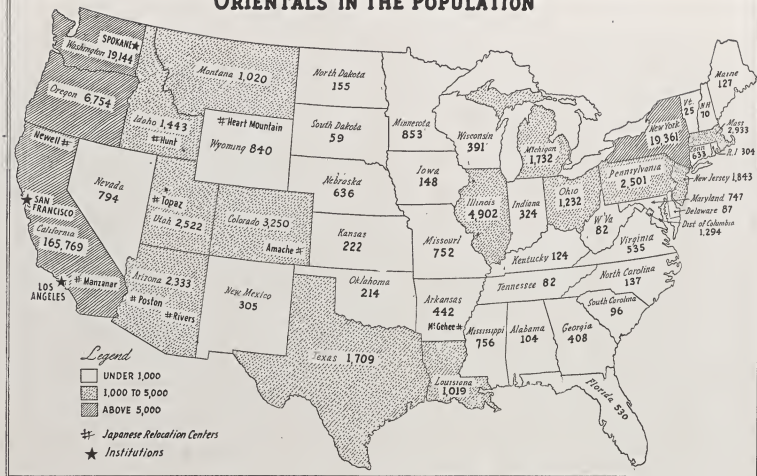 ORIENTALS IN THE POPULATION
SPOKANE
Washington 19,144
Oregon 6,754
Montana 1,020
Idaho 1,443
Hunt
North Dakota
155
South Dakota
59
Heart Mountain
Wyoming 840
Newell
Nevada
794
SAN
FRANCISCO
California
165,769
LOS
ANGELES
Manzanar
Topaz
Utah 2,522
Colorado 3,250
Amache
Arizona 2,333
Poston
Rivers
New Mexico
305
Nebraska
636
Kansas
222
Oklahoma
214
Texas 1,709
Minnesota
853
Iowa
148
Missouri
752
Arkansas
442
McGehee
Louisiana
1,019
Wisconsin
391
Illinois
4,902
Michigan
1,732
Indiana
324
Ohio
1,232
Kentucky 124
Tennessee 82
Mississippi
756
Alabama
104
Georgia
408
Florida 530
South Carolina
96
North Carolina
137
Virginia
535
W Va
82
Pennsylvania
2,501
New York
19,361
Vt.
25
NH
70
Maine
127
Mass
2,933
Conn
633
R.I 304
New Jersey 1,843
Maryland 747
Delaware 87
Dist of Columbia
1,294
Legend
UNDER 1,000
1,000 TO 5,000
ABOVE 5,000
Japanese Relocation Centers
Institutions